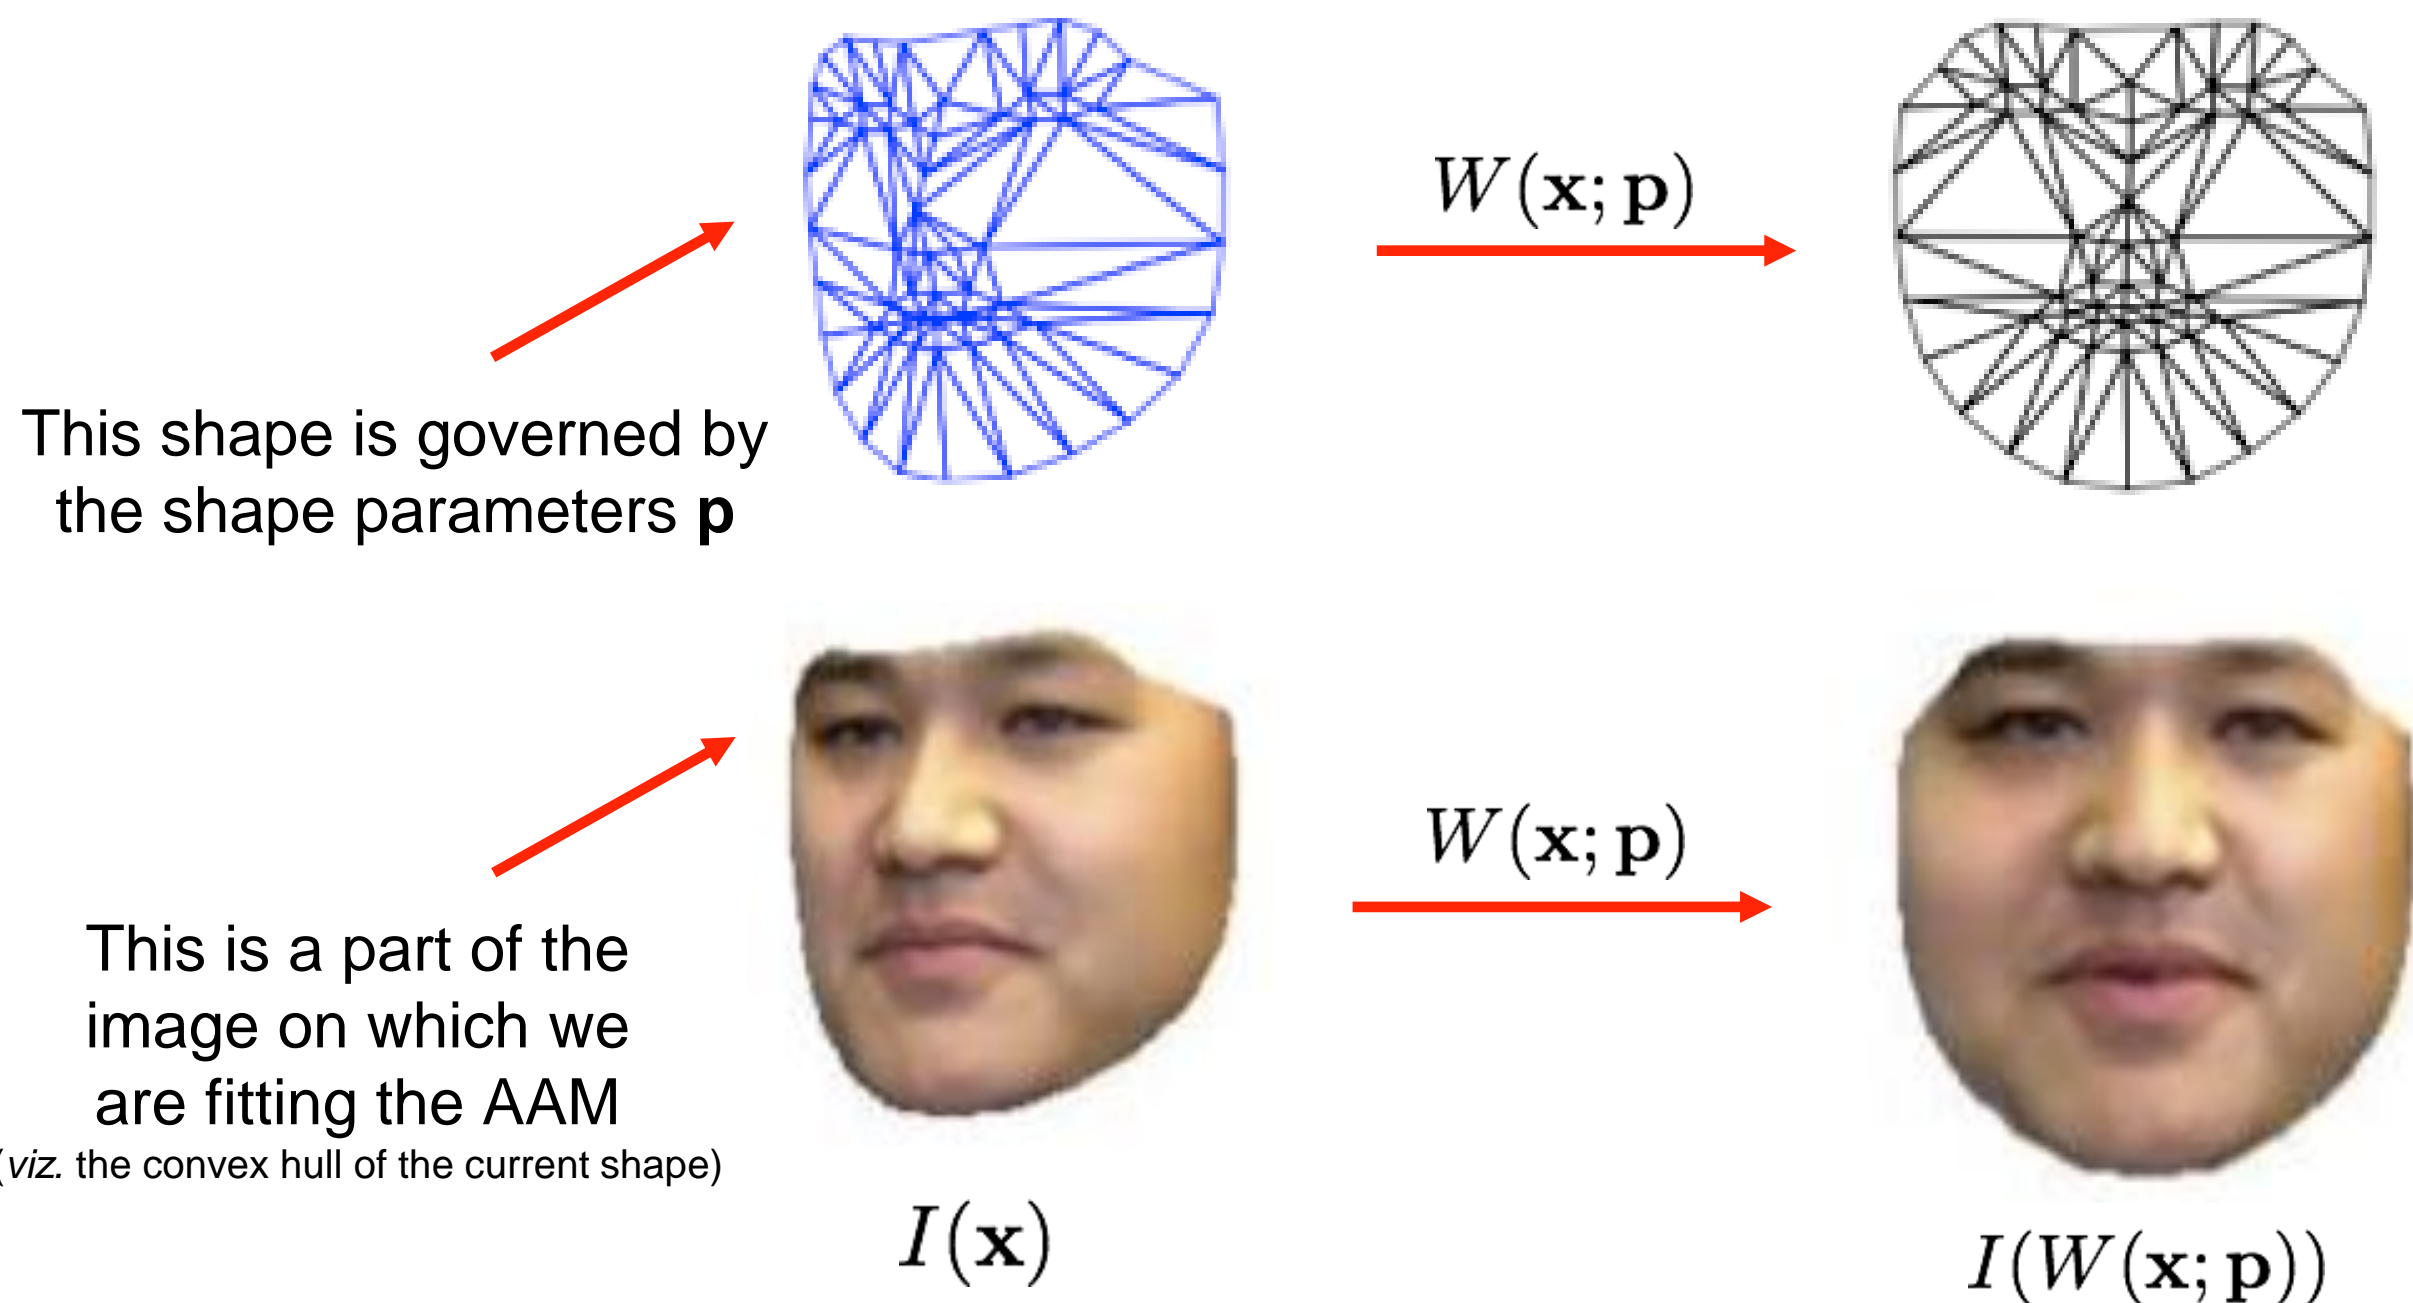 W(x; p)
This shape is governed by
the shape parameters p
W(x; p)
This is a part of the
image on which we
are fitting the AAM
(viz. the convex hull of the current shape)
I(x)
I(W(x; p))